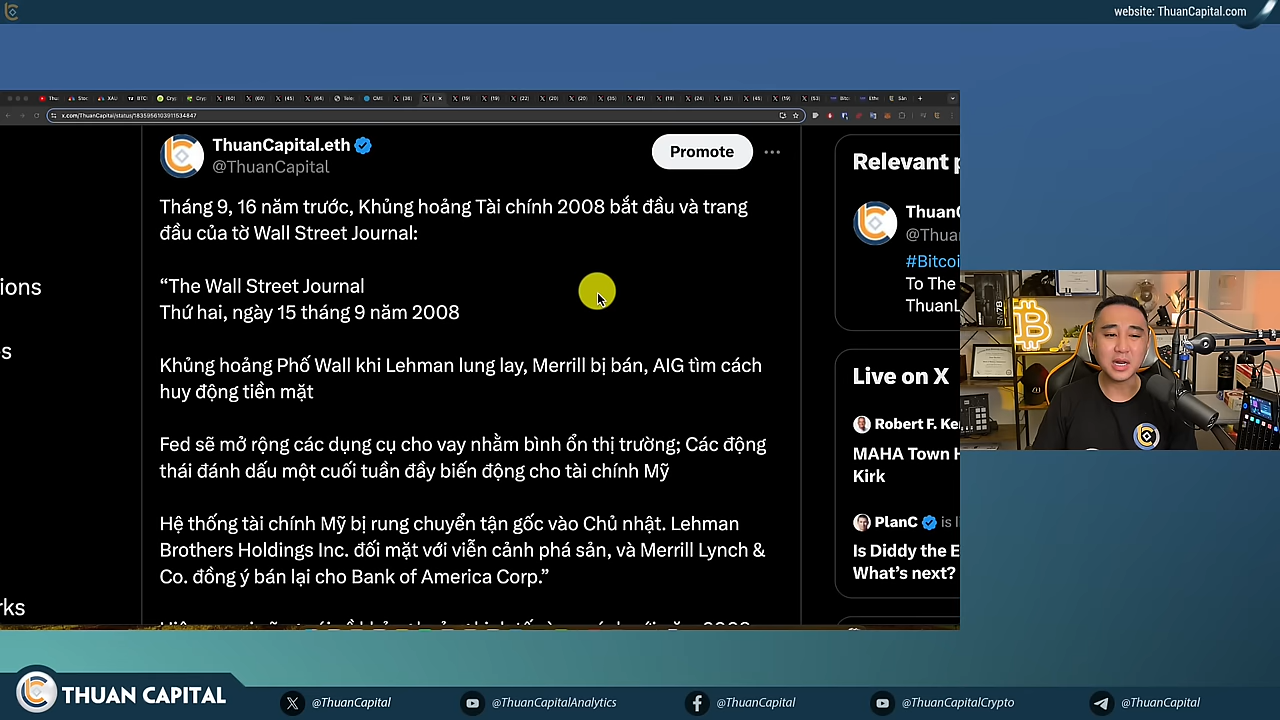 website: ThuanCapital.com
x.com/ThuanCapital/status/1835956103911534847
ThuanCapital.eth
@ThuanCapital
Promote
Tháng 9, 16 năm trước, Khủng hoảng Tài chính 2008 bắt đầu và trang
đầu của tờ Wall Street Journal:
“The Wall Street Journal
Thứ hai, ngày 15 tháng 9 năm 2008
Khủng hoảng Phố Wall khi Lehman lung lay, Merrill bị bán, AIG tìm cách
huy động tiền mặt
Fed sẽ mở rộng các dụng cụ cho vay nhằm bình ổn thị trường; Các động
thái đánh dấu một cuối tuần đầy biến động cho tài chính Mỹ
Hệ thống tài chính Mỹ bị rung chuyển tận gốc vào Chủ nhật. Lehman
Brothers Holdings Inc. đối mặt với viễn cảnh phá sản, và Merrill Lynch &
Co. đồng ý bán lại cho Bank of America Corp.”
ions
s
rks
Relevant p
Thuan
@Thua
#Bitcoi
To The
ThuanL
Live on X
Robert F. Ke
MAHA Town H
Kirk
PlanC is l
Is Diddy the E
What’s next?
SM7B
THUAN CAPITAL
@ThuanCapital
@ThuanCapitalAnalytics
@ThuanCapital
@ThuanCapitalCrypto
@ThuanCapital